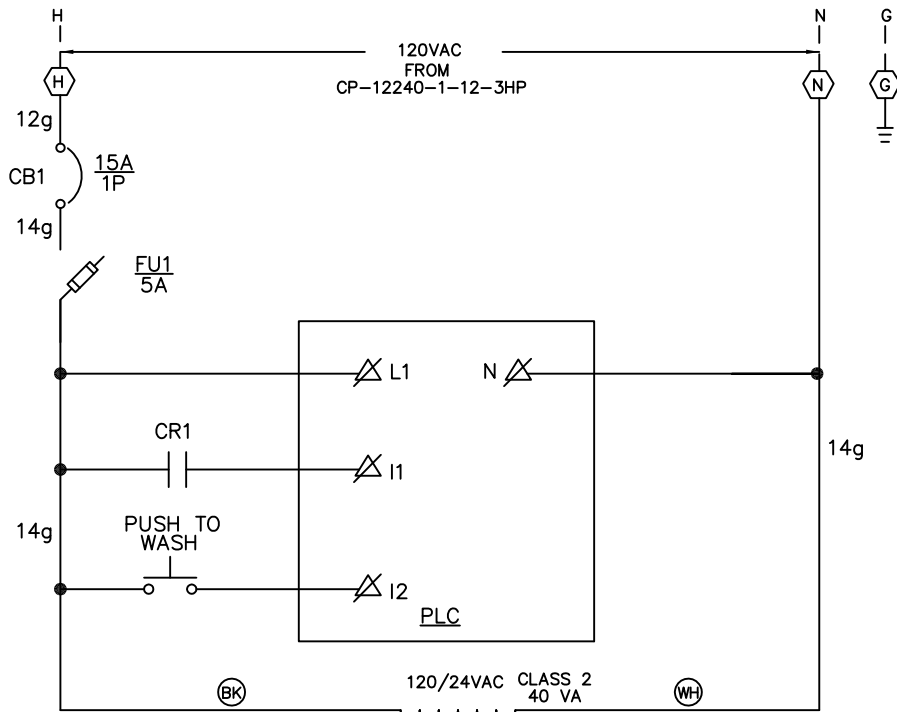 H
N
G
120VAC
FROM
CP-12240-1-12-3HP
H
N
G
12g
CB1
15A
1P
14g
FU1
5A
L1
N
CR1
I1
14g
14g
PUSH TO
WASH
I2
PLC
BK
120/24VAC CLASS 2
40 VA
WH